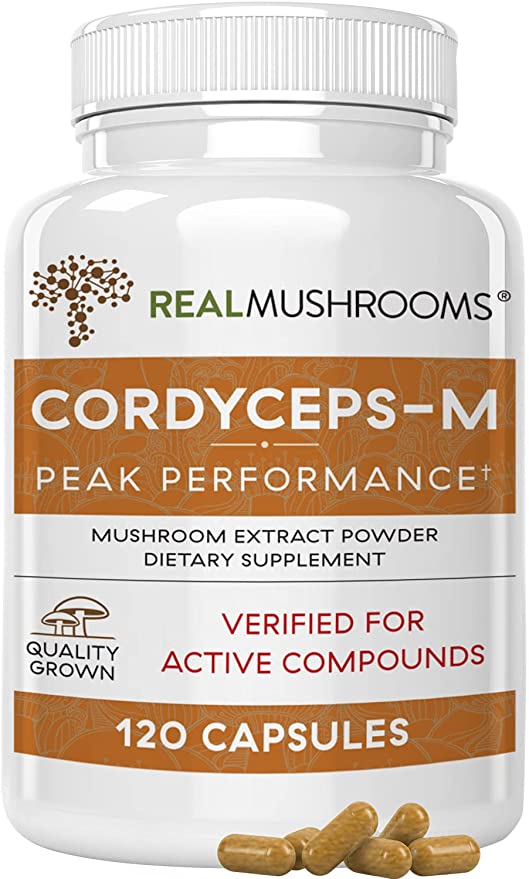 REALMUSHROOMS®
CORDYCEPS-M
PEAK PERFORMANCE†
MUSHROOM EXTRACT POWDER
DIETARY SUPPLEMENT
QUALITY
GROWN
VERIFIED FOR
ACTIVE COMPOUNDS
120 CAPSULES